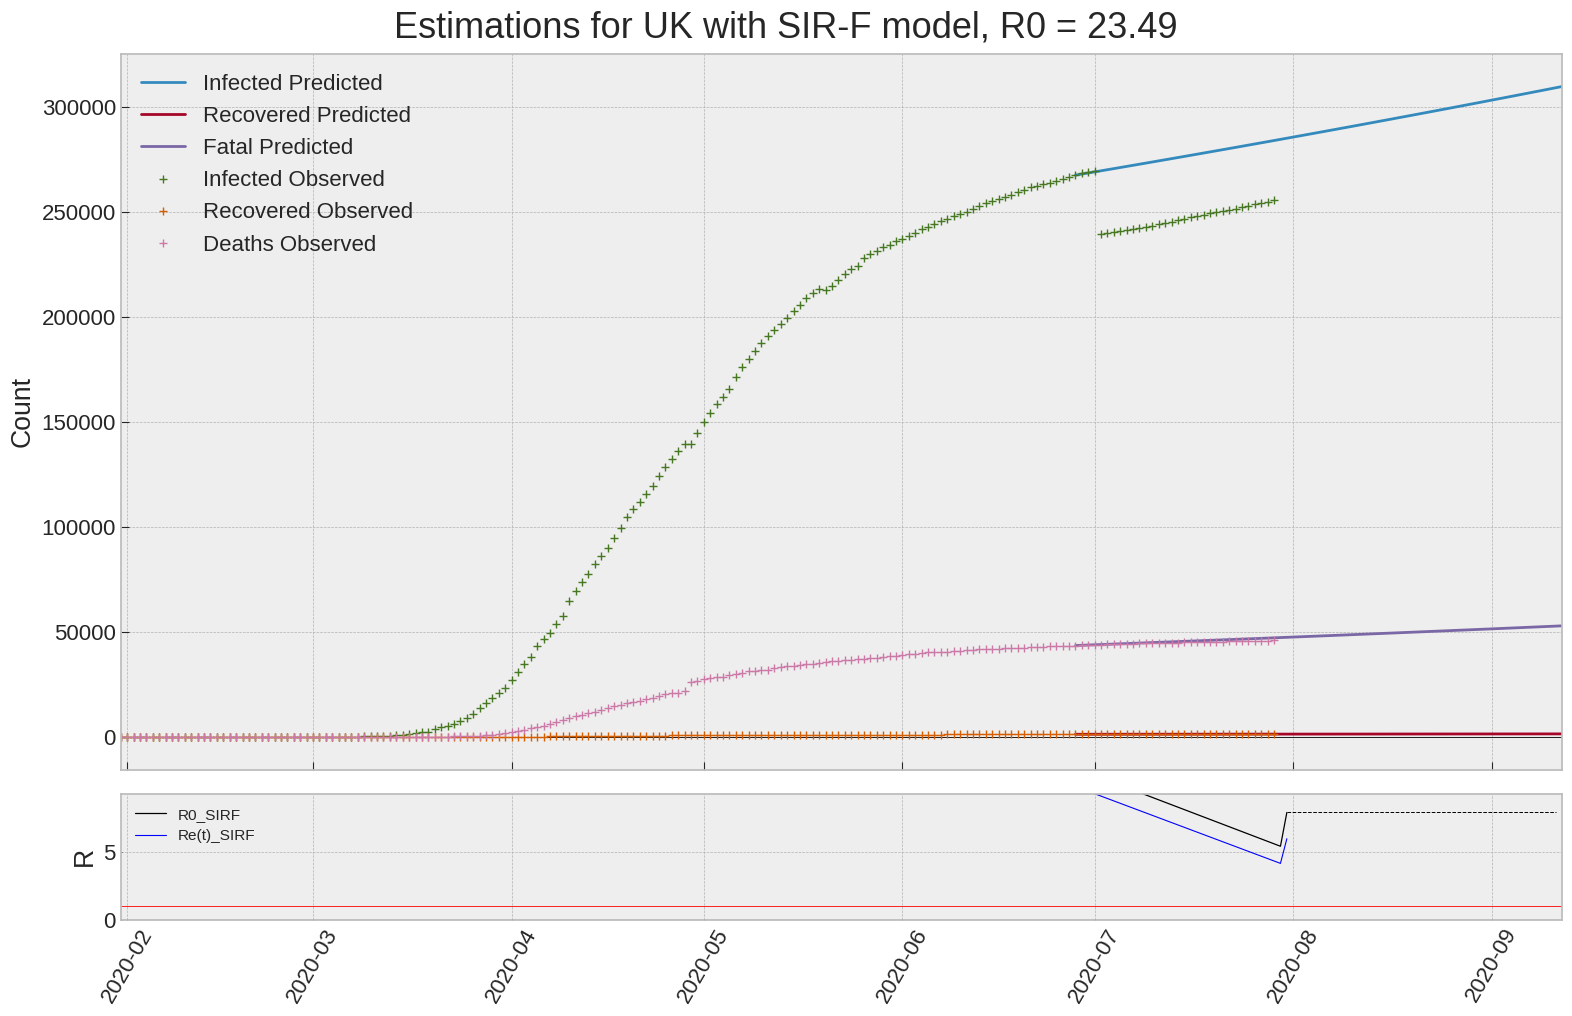 Estimations for UK with SIR-F model, R0 = 23.49
Infected Predicted
Recovered Predicted
Fatal Predicted
Infected Observed
Recovered Observed
Deaths Observed
300000
250000
200000
150000
100000
50000
0
Count
R0_SIRF
Re(t)_SIRF
5
0
R
2020-02
2020-03
2020-04
2020-05
2020-06
2020-07
2020-08
2020-09